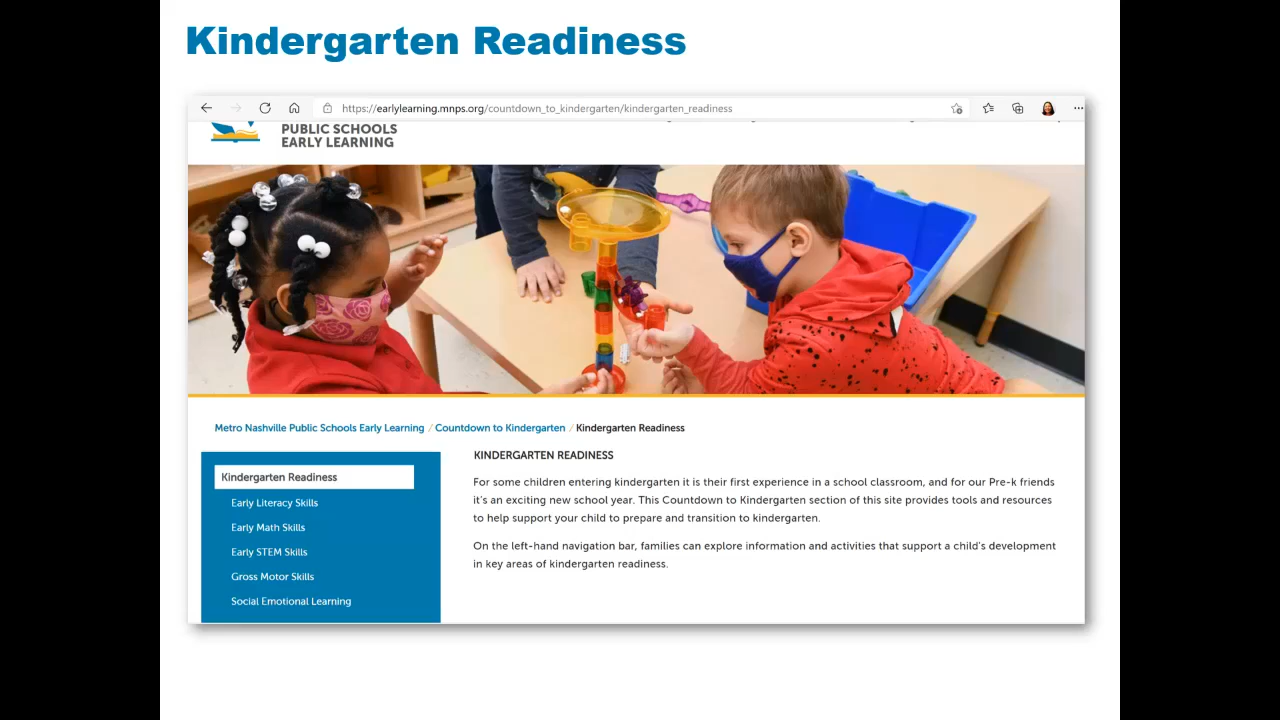 Kindergarten Readiness
https://earlylearning.mnps.org/countdown_to_kindergarten/kindergarten_readiness
PUBLIC SCHOOLS
EARLY LEARNING
Metro Nashville Public Schools Early Learning / Countdown to Kindergarten / Kindergarten Readiness
Kindergarten Readiness
Early Literacy Skills
Early Math Skills
Early STEM Skills
Gross Motor Skills
Social Emotional Learning
KINDERGARTEN READINESS
For some children entering kindergarten it is their first experience in a school classroom, and for our Pre-k friends
it's an exciting new school year. This Countdown to Kindergarten section of this site provides tools and resources
to help support your child to prepare and transition to kindergarten.
On the left-hand navigation bar, families can explore information and activities that support a child's development
in key areas of kindergarten readiness.